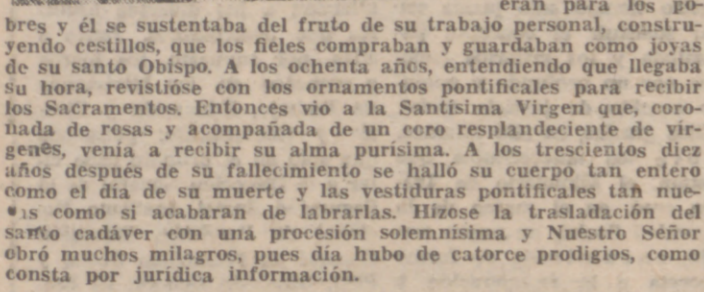 eran para los po-
bres y él se sustentaba del fruto de su trabajo personal, constru-
yendo cestillos, que los fieles compraban y guardaban como joyas
de su santo Obispo. A los ochenta años, entendiendo que llegaba
su hora, revistióse con los ornamentos pontificales para recibir
los Sacramentos. Entonces vio a la Santísima Virgen que, coro-
nada de rosas y acompañada de un coro resplandeciente de vír-
genes, venía a recibir su alma purísima. A los trescientos diez
años después de su fallecimiento se halló su cuerpo tan entero
como el día de su muerte y las vestiduras pontificales tan nue-
vas como si acabaran de labrarlas. Hízose la trasladación del
santo cadáver con una procesión solemnísima y Nuestro Señor
obró muchos milagros, pues día hubo de catorce prodigios, como
consta por jurídica información.